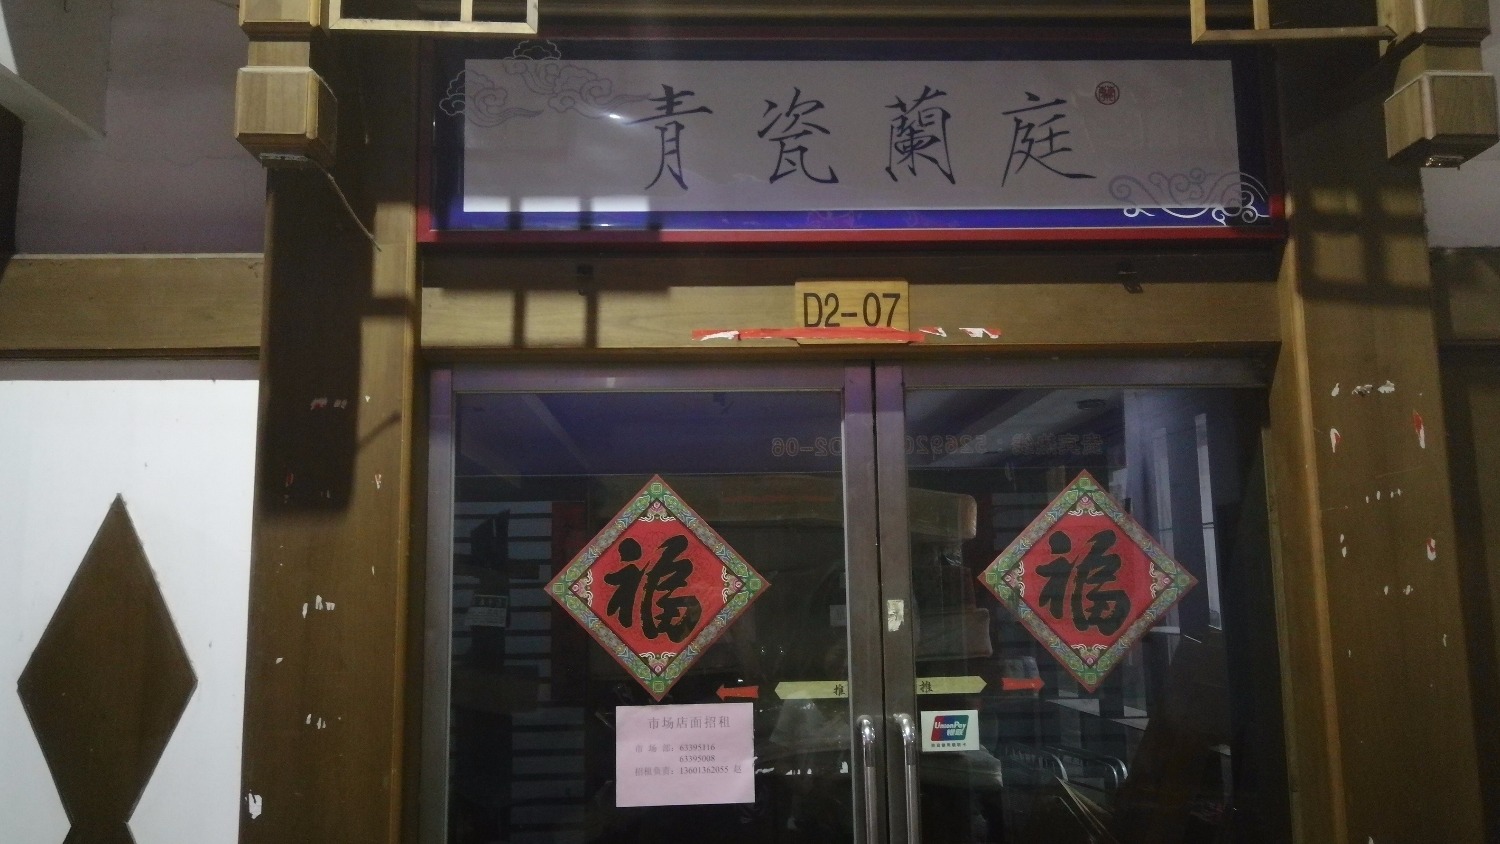 青瓷蘭庭
D2-07
福
福
推
推
市场店面招租
市 场 部：63395116
63395008
招租负责：13601362055 赵
UnionPay
银联